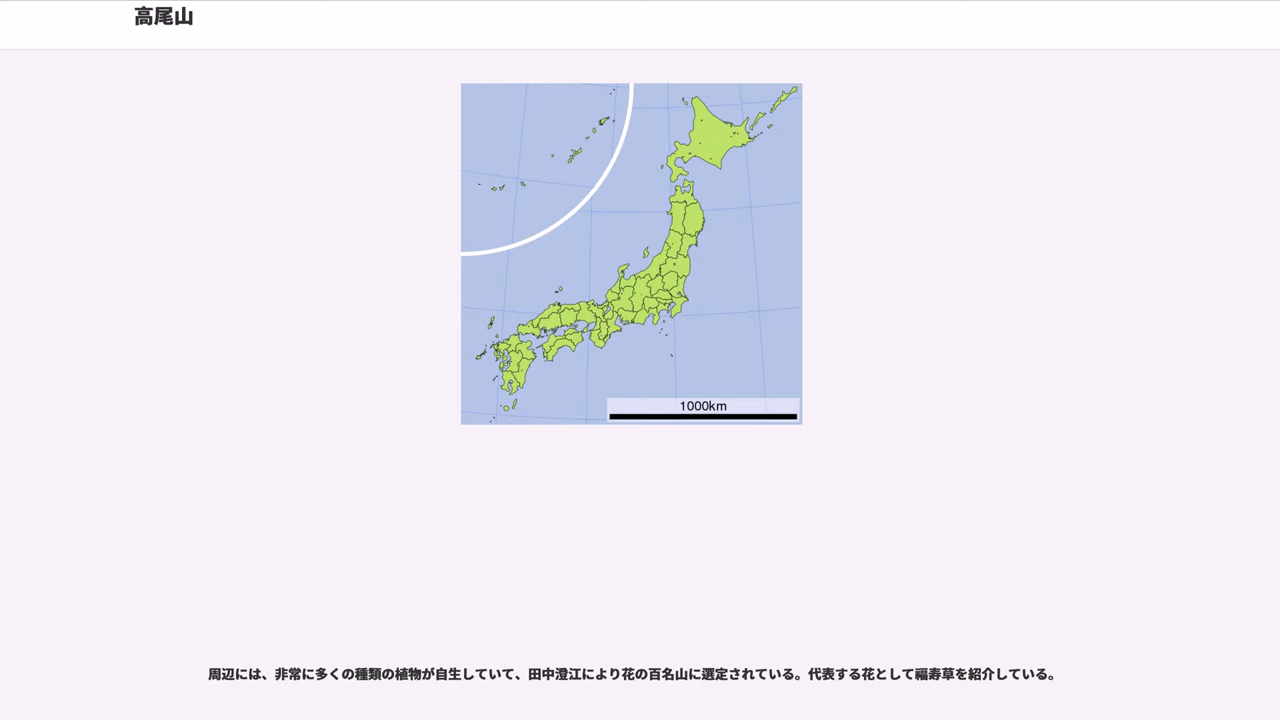 高尾山
1000km
周辺には、非常に多くの種類の植物が自生していて、田中澄江により花の百名山に選定されている。代表する花として福寿草を紹介している。